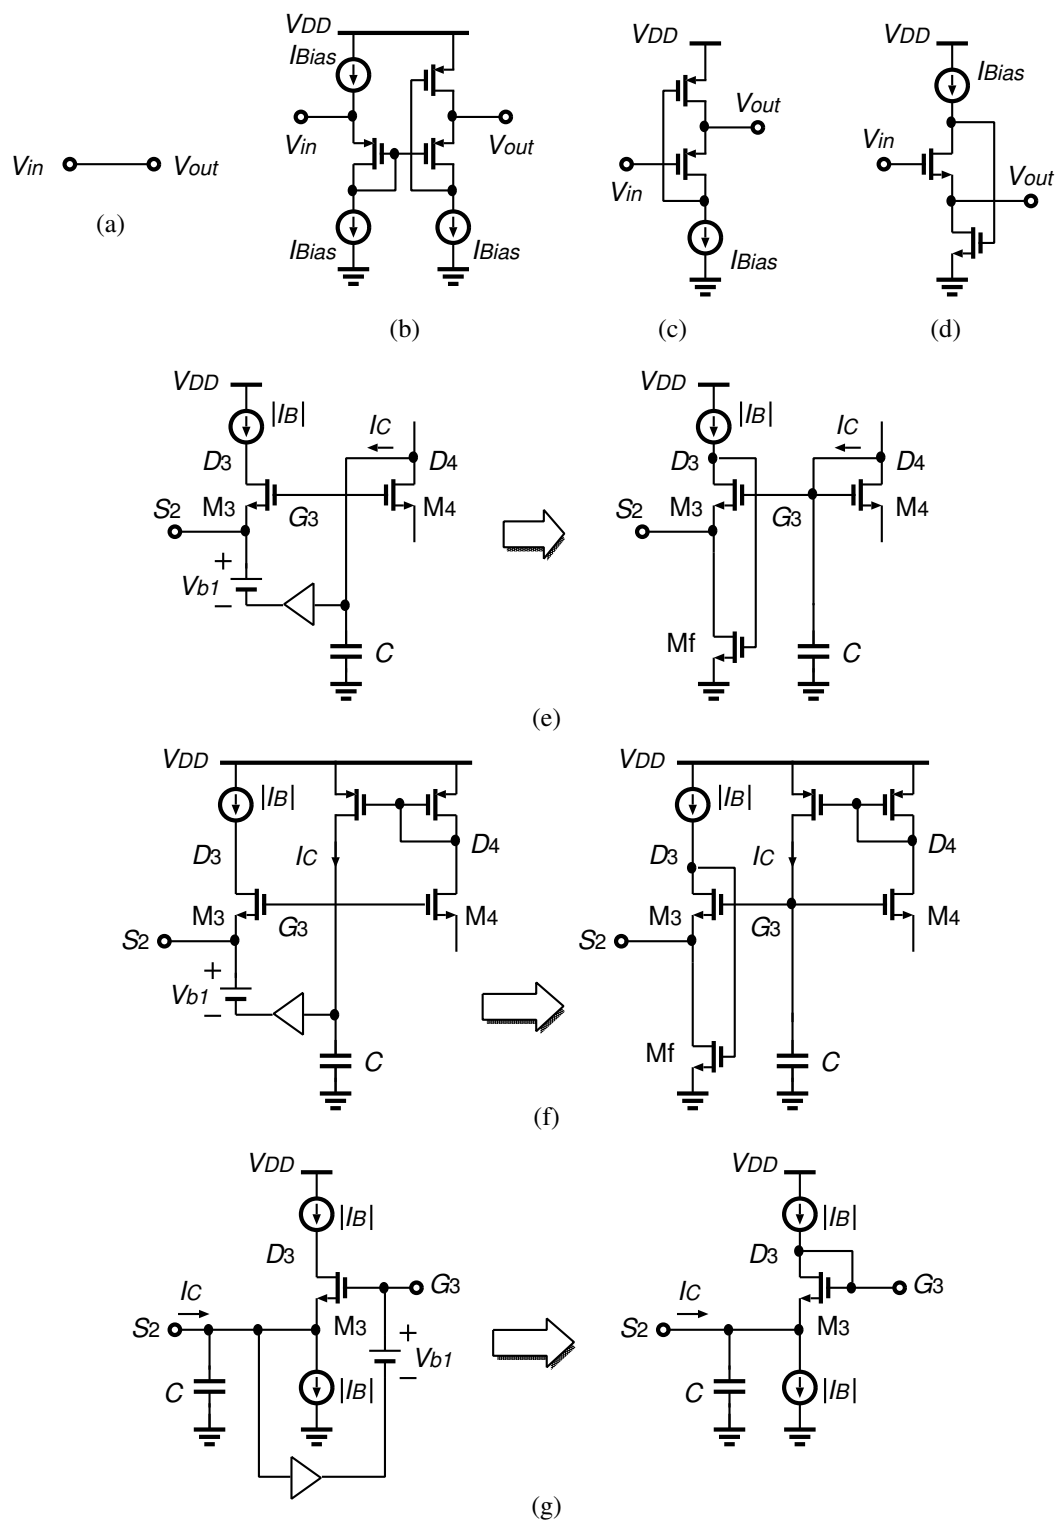 VDD
IBias
Vin
Vout
IBias
IBias
(b)
VDD
Vout
Vin
IBias
(c)
VDD
IBias
Vin
Vout
(d)
Vin
Vout
(a)
VDD
|IB|
IC
D3
D4
M3
M4
S2
G3
+
Vb1
−
C
VDD
|IB|
IC
D3
D4
M3
M4
S2
G3
Mf
C
(e)
VDD
|IB|
D3
IC
D4
M3
M4
G3
S2
+
Vb1
−
C
VDD
|IB|
D3
IC
D4
M3
M4
G3
S2
Mf
C
(f)
VDD
|IB|
D3
G3
IC
S2
M3
+
Vb1
−
C
|IB|
VDD
|IB|
D3
G3
IC
S2
M3
C
|IB|
(g)